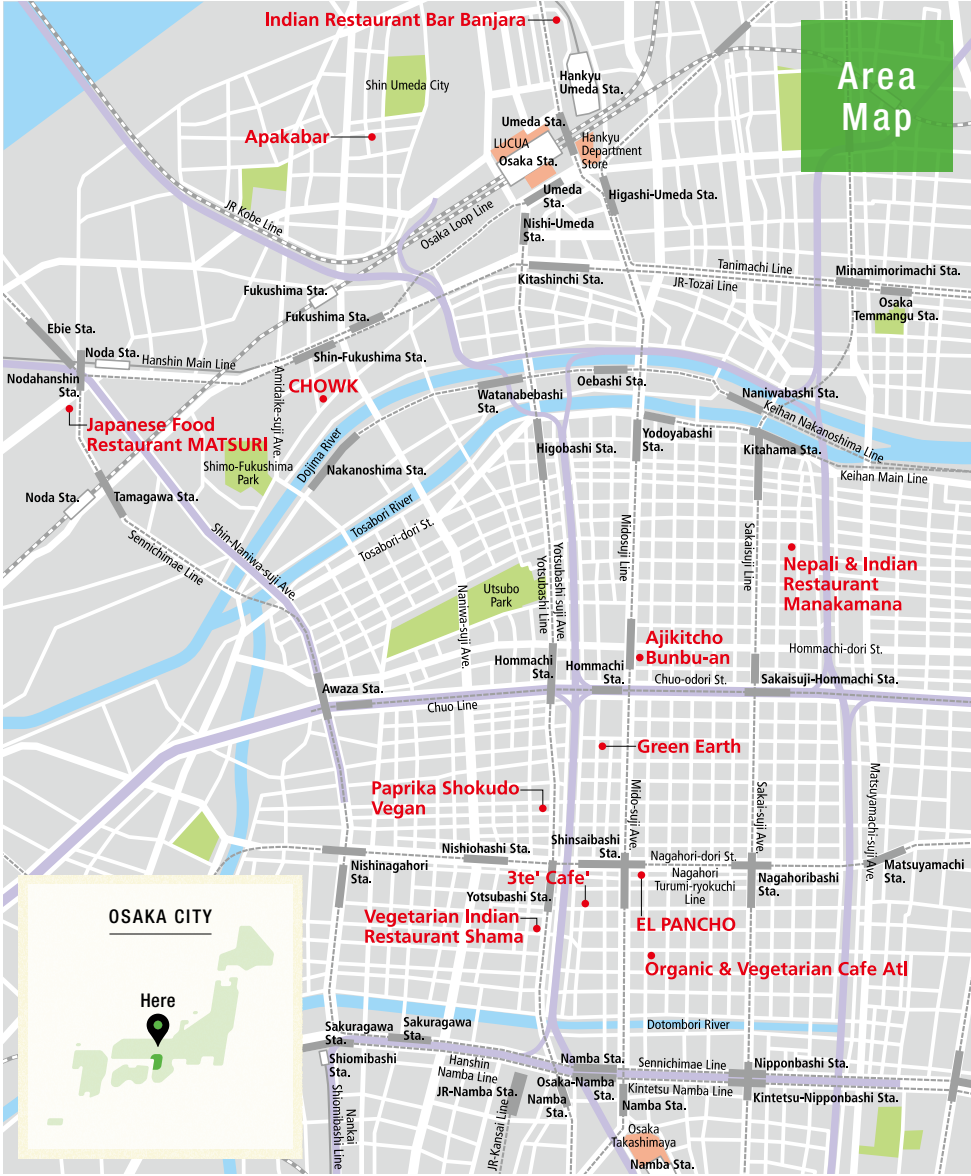 Indian Restaurant Bar Banjara
Area
Map
Shin Umeda City
Hankyu
Umeda Sta.
Umeda Sta.
Apakabar
LUCUA
Osaka Sta.
Hankyu
Department
Store
Umeda
Sta.
Higashi-Umeda Sta.
JR Kobe Line
Osaka Loop Line
Nishi-Umeda
Sta.
Kitashinchi Sta.
Tanimachi Line
JR-Tozai Line
Minamimorimachi Sta.
Osaka
Temmangu Sta.
Fukushima Sta.
Fukushima Sta.
Ebie Sta.
Noda Sta.
Hanshin Main Line
Shin-Fukushima Sta.
Nodahanshin
Sta.
Amidaike-suji Ave.
CHOWK
Watanabebashi
Sta.
Oebashi Sta.
Naniwabashi Sta.
Keihan Nakanoshima Line
Japanese Food
Restaurant MATSURI
Shimo-Fukushima
Park
Dojima River
Nakanoshima Sta.
Higobashi Sta.
Yodoyabashi
Sta.
Kitahama Sta.
Keihan Main Line
Noda Sta.
Tamagawa Sta.
Tosabori River
Tosabori-dori St.
Sennichimae Line
Shin-Naniwa-suji Ave.
Midosuji Line
Sakaisuji Line
Yotsubashi suji Ave.
Yotsubashi Line
Nepali & Indian
Restaurant
Manakamana
Utsubo
Park
Naniwa-suji Ave.
Ajikitcho
Bunbu-an
Hommachi-dori St.
Hommachi
Sta.
Hommachi
Sta.
Chuo-odori St.
Sakaisuji-Hommachi Sta.
Awaza Sta.
Chuo Line
Green Earth
Paprika Shokudo
Vegan
Mido-suji Ave.
Sakai-suji Ave.
Matsuyamachi-suji Ave.
Nishiohashi Sta.
Shinsaibashi
Sta.
Nagahori-dori St.
Nishinagahori
Sta.
Nagahori
Turumi-ryokuchi
Line
Nagahoribashi
Sta.
Matsuyamachi
Sta.
3te' Cafe'
Yotsubashi Sta.
Vegetarian Indian
Restaurant Shama
EL PANCHO
Organic & Vegetarian Cafe Atl
OSAKA CITY
Here
Sakuragawa
Sta.
Sakuragawa
Sta.
Dotombori River
Shiomibashi
Sta.
Hanshin
Namba Line
Namba Sta.
Sennichimae Line
Nipponbashi Sta.
JR-Namba Sta.
Osaka-Namba
Sta.
Kintetsu Namba Line
Kintetsu-Nipponbashi Sta.
Namba
Sta.
Namba Sta.
Nankai
Shiomibashi Line
JR-Kansai Line
Osaka
Takashimaya
Namba Sta.